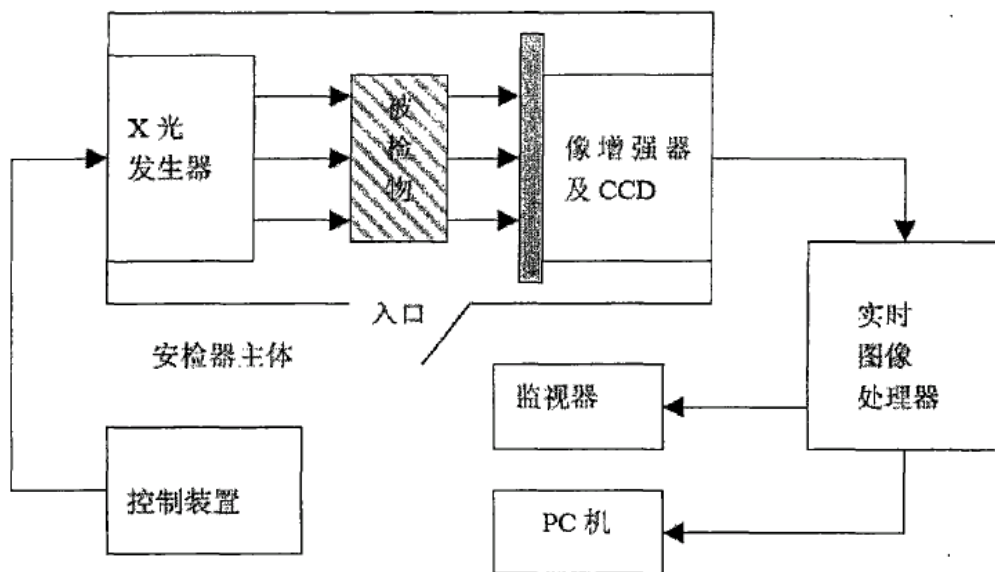 X 光
发生器
被
检
物
像增强器
及 CCD
入口
安检器主体
实时
图像
处理器
监视器
控制装置
PC 机